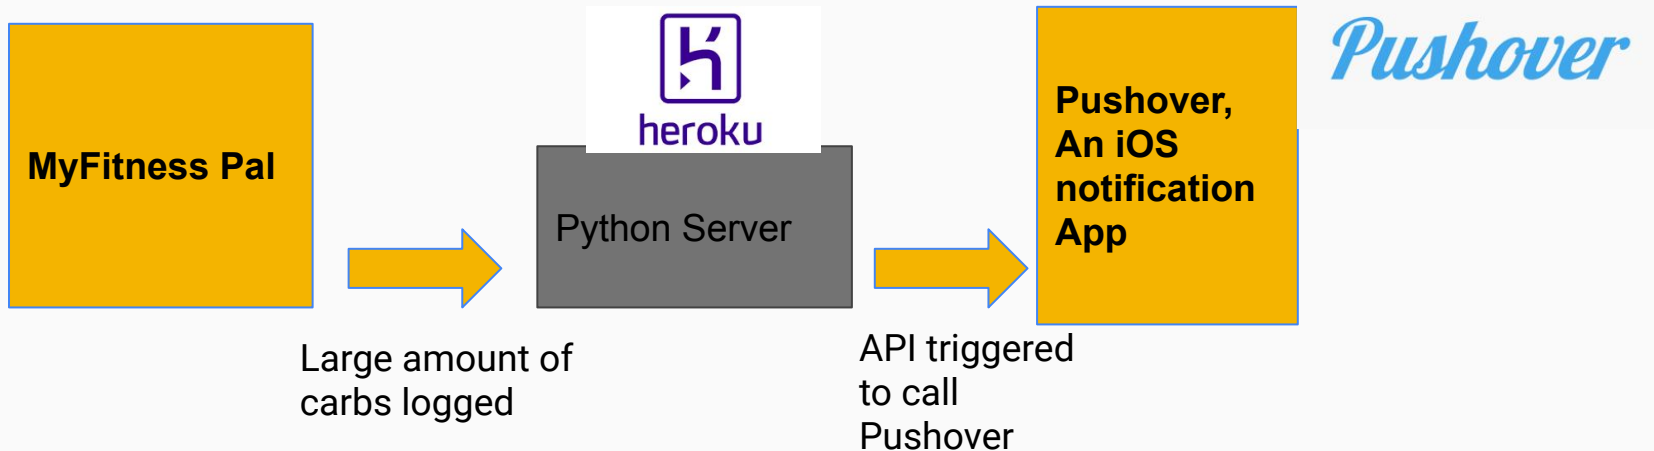 MyFitness Pal
heroku
Python Server
Pushover,
An iOS
notification
App
Pushover
Large amount of
carbs logged
API triggered
to call
Pushover